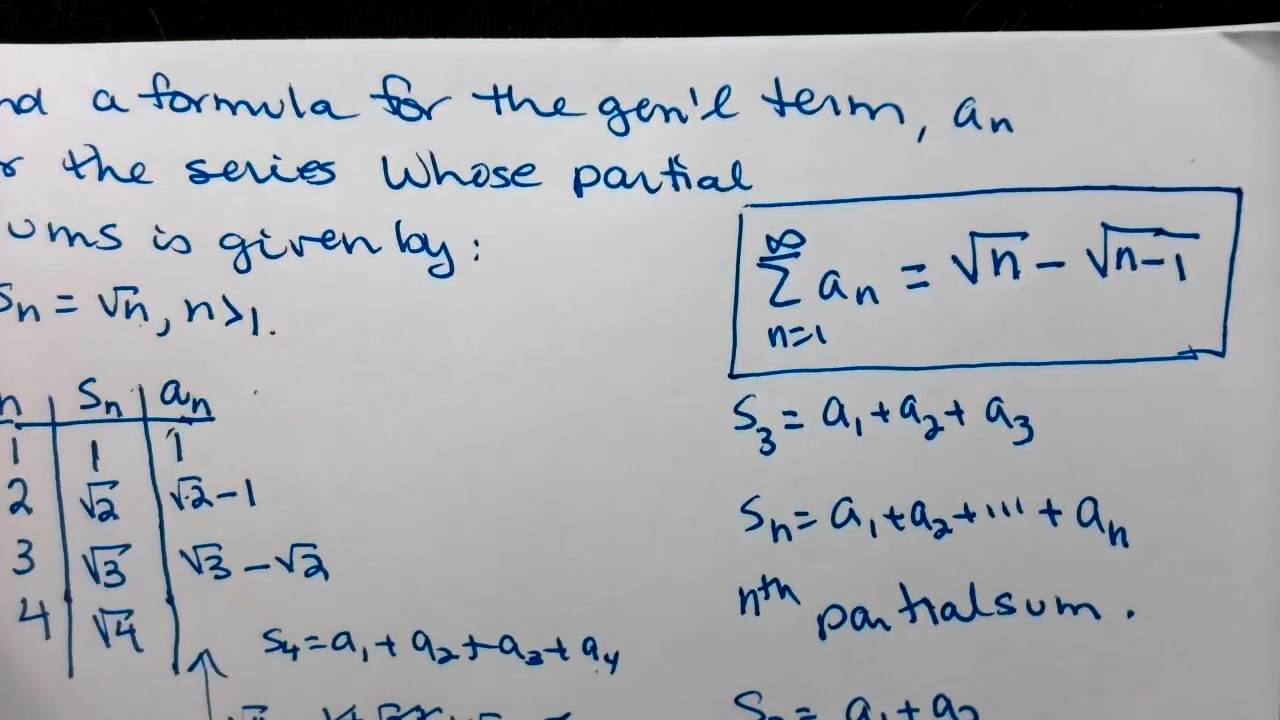 nd a formula for the gen'l term, aₙ
r the series whose partial
ums is given by:
Sₙ = √n, n>1.
∞
∑ aₙ = √n - √n-1
n=1
n | Sₙ | aₙ
1 | 1 | 1
2 | √2 | √2-1
3 | √3 | √3-√2
4 | √4
S₃ = a₁+a₂+a₃
Sₙ = a₁+a₂+...+aₙ
nᵗʰ partial sum.
S₄=a₁+a₂+a₃+a₄
= a₁+a₂